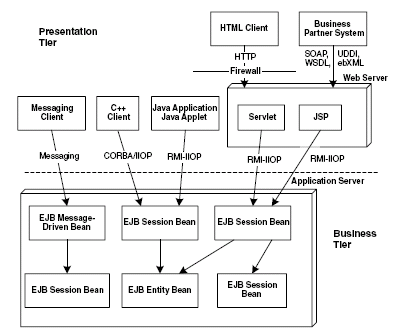 Presentation
Tier
HTML Client
Business
Partner System
HTTP
SOAP,
WSDL,
UDDI,
ebXML
Firewall
Web Server
Messaging
Client
C++
Client
Java Application
Java Applet
Servlet
JSP
Messaging
CORBA/IIOP
RMI-IIOP
RMI-IIOP
RMI-IIOP
Application Server
EJB Message-
Driven Bean
EJB Session Bean
EJB Session Bean
Business
Tier
EJB Session Bean
EJB Entity Bean
EJB Session
Bean